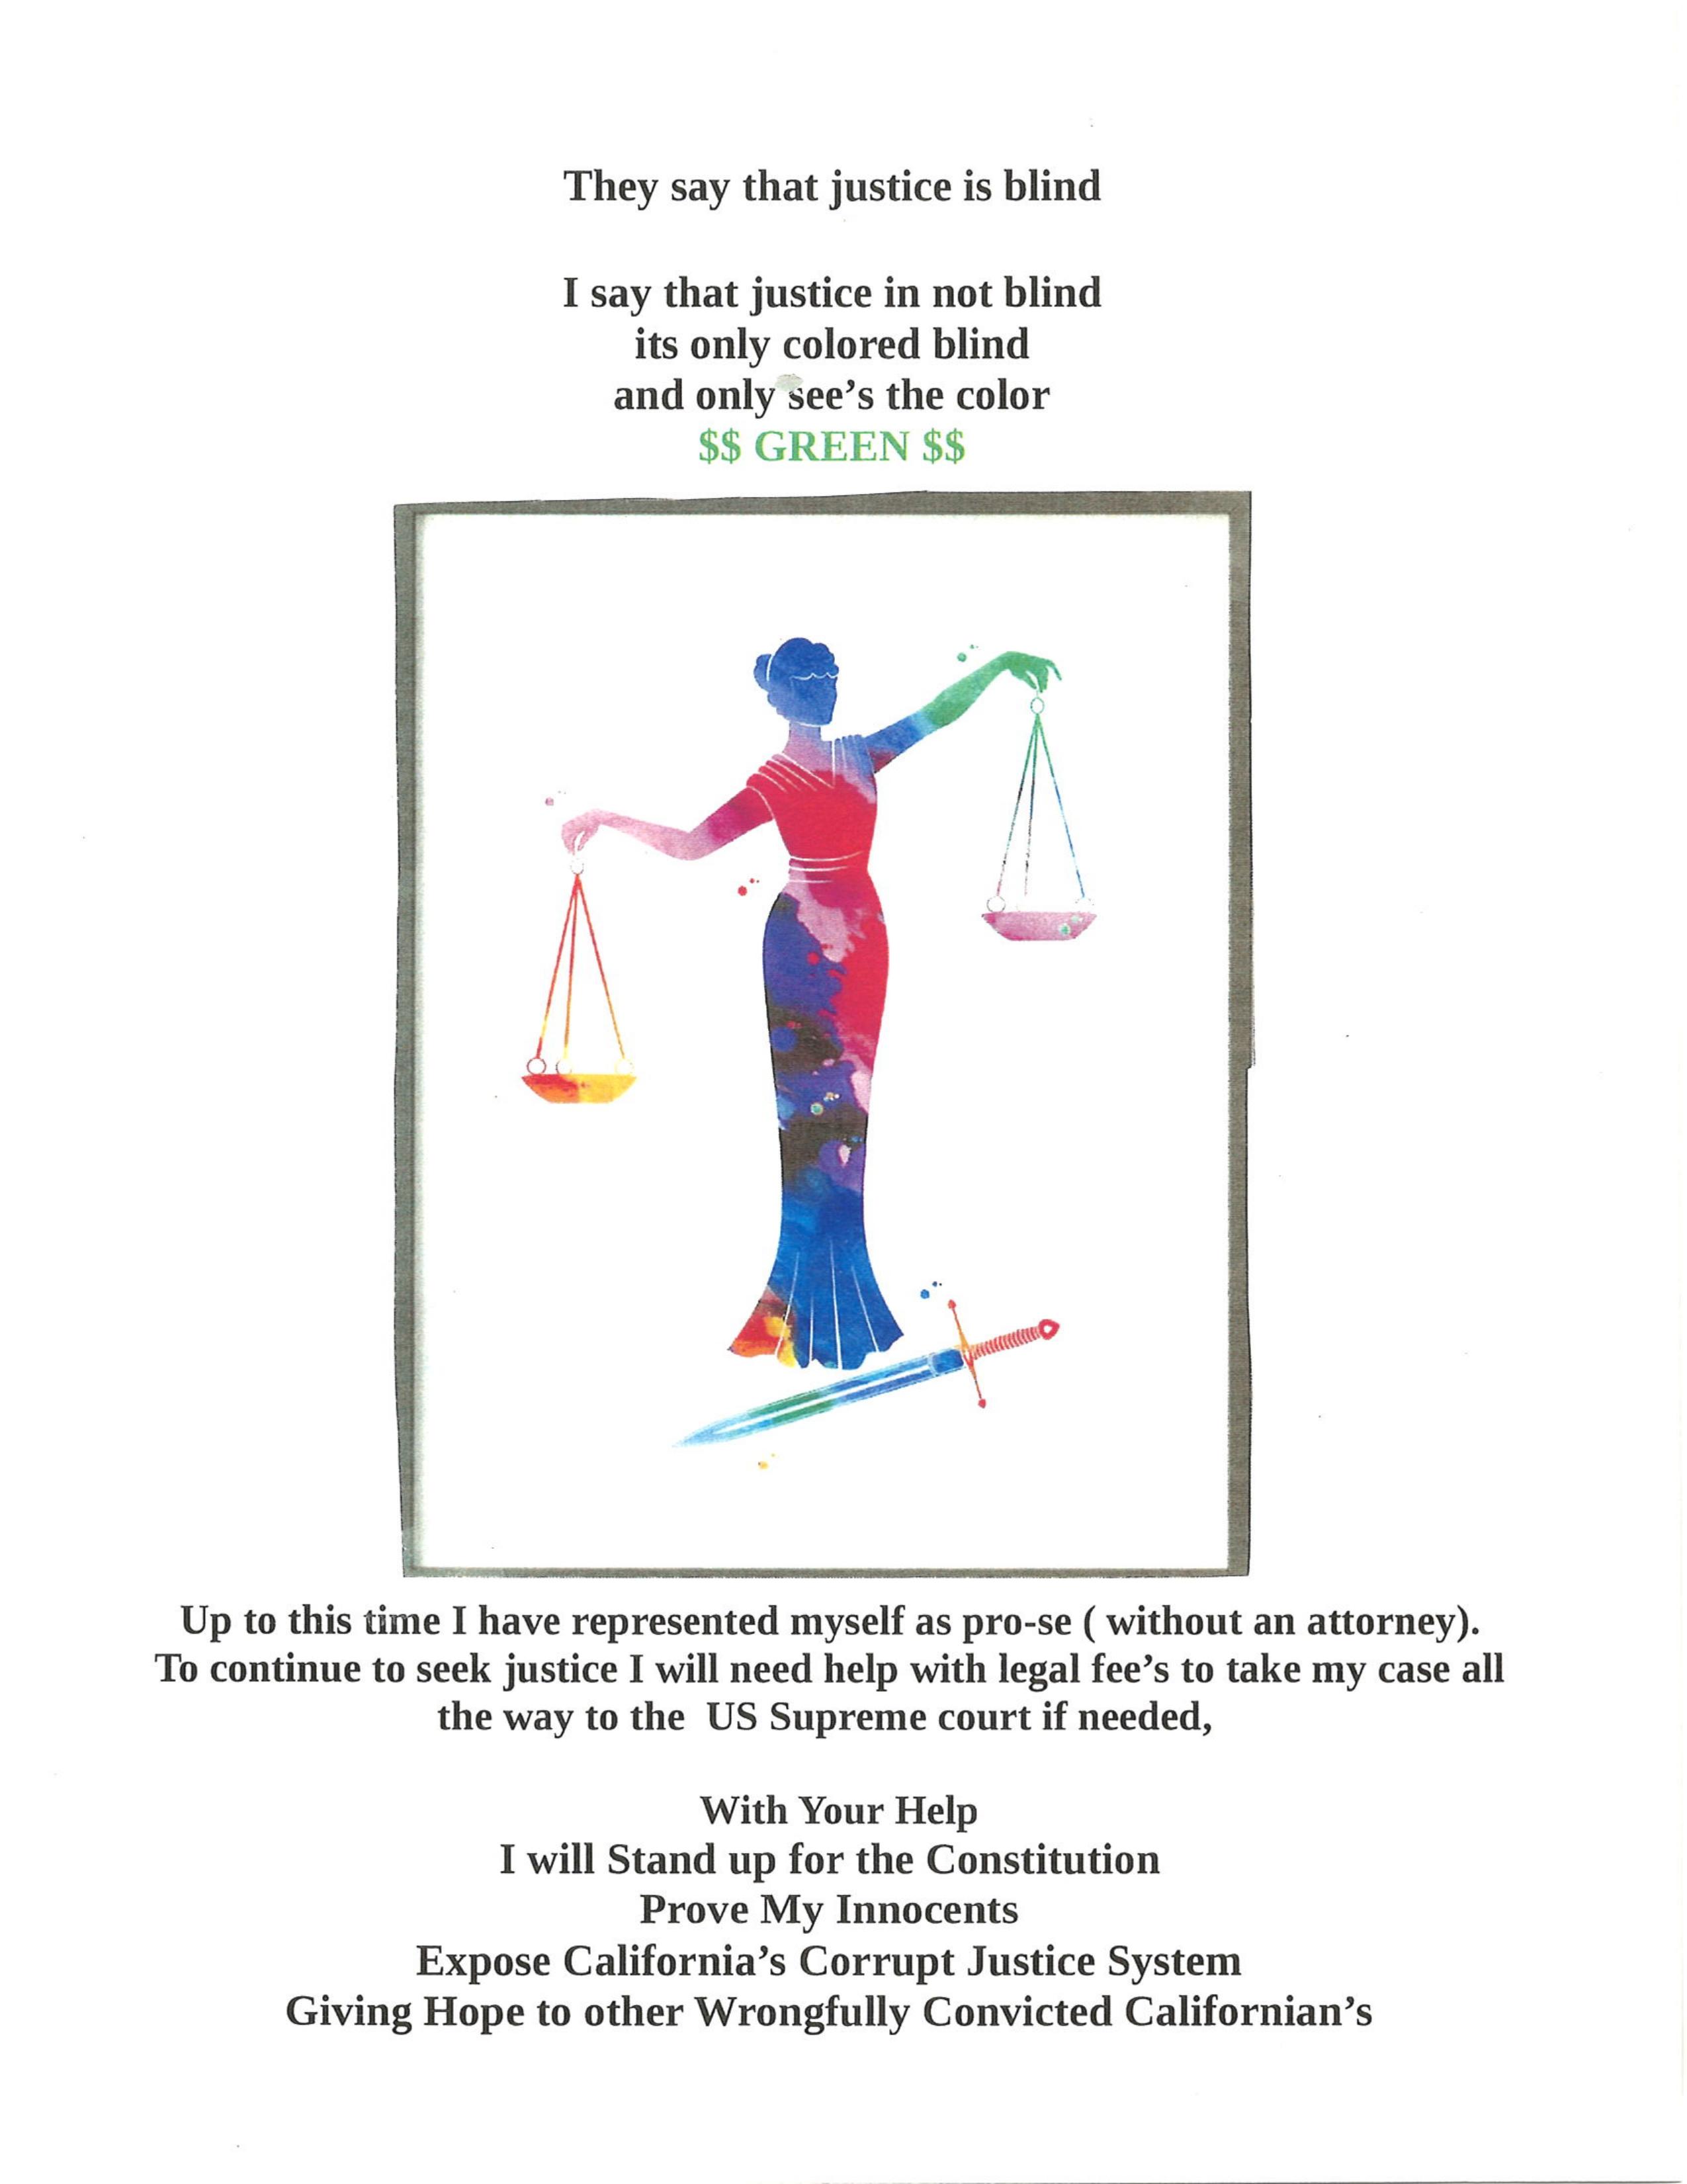 They say that justice is blind
I say that justice in not blind
its only colored blind
and only see's the color
$$ GREEN $$
Up to this time I have represented myself as pro-se ( without an attorney).
To continue to seek justice I will need help with legal fee’s to take my case all
the way to the  US Supreme court if needed,
With Your Help
I will Stand up for the Constitution
Prove My Innocents
Expose California’s Corrupt Justice System
Giving Hope to other Wrongfully Convicted Californian’s